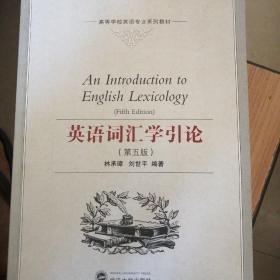 高等学校英语专业系列教材
An Introduction to
English Lexicology
(Fifth Edition)
英语词汇学引论
(第五版)
林承璋 刘世平 编著